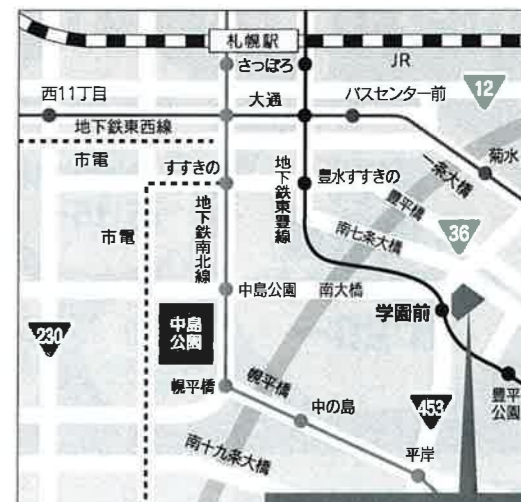 札幌駅
さっぽろ
JR
西11丁目
大通
バスセンター前
12
地下鉄東西線
菊水
市電
すすきの
豊水すすきの
一条大橋
豊平橋
地下鉄南北線
地下鉄東豊線
市電
南七条大橋
36
中島公園
南大橋
学園前
中島
公園
230
幌平橋
幌平橋
中の島
453
豊平
公園
南十九条大橋
平岸